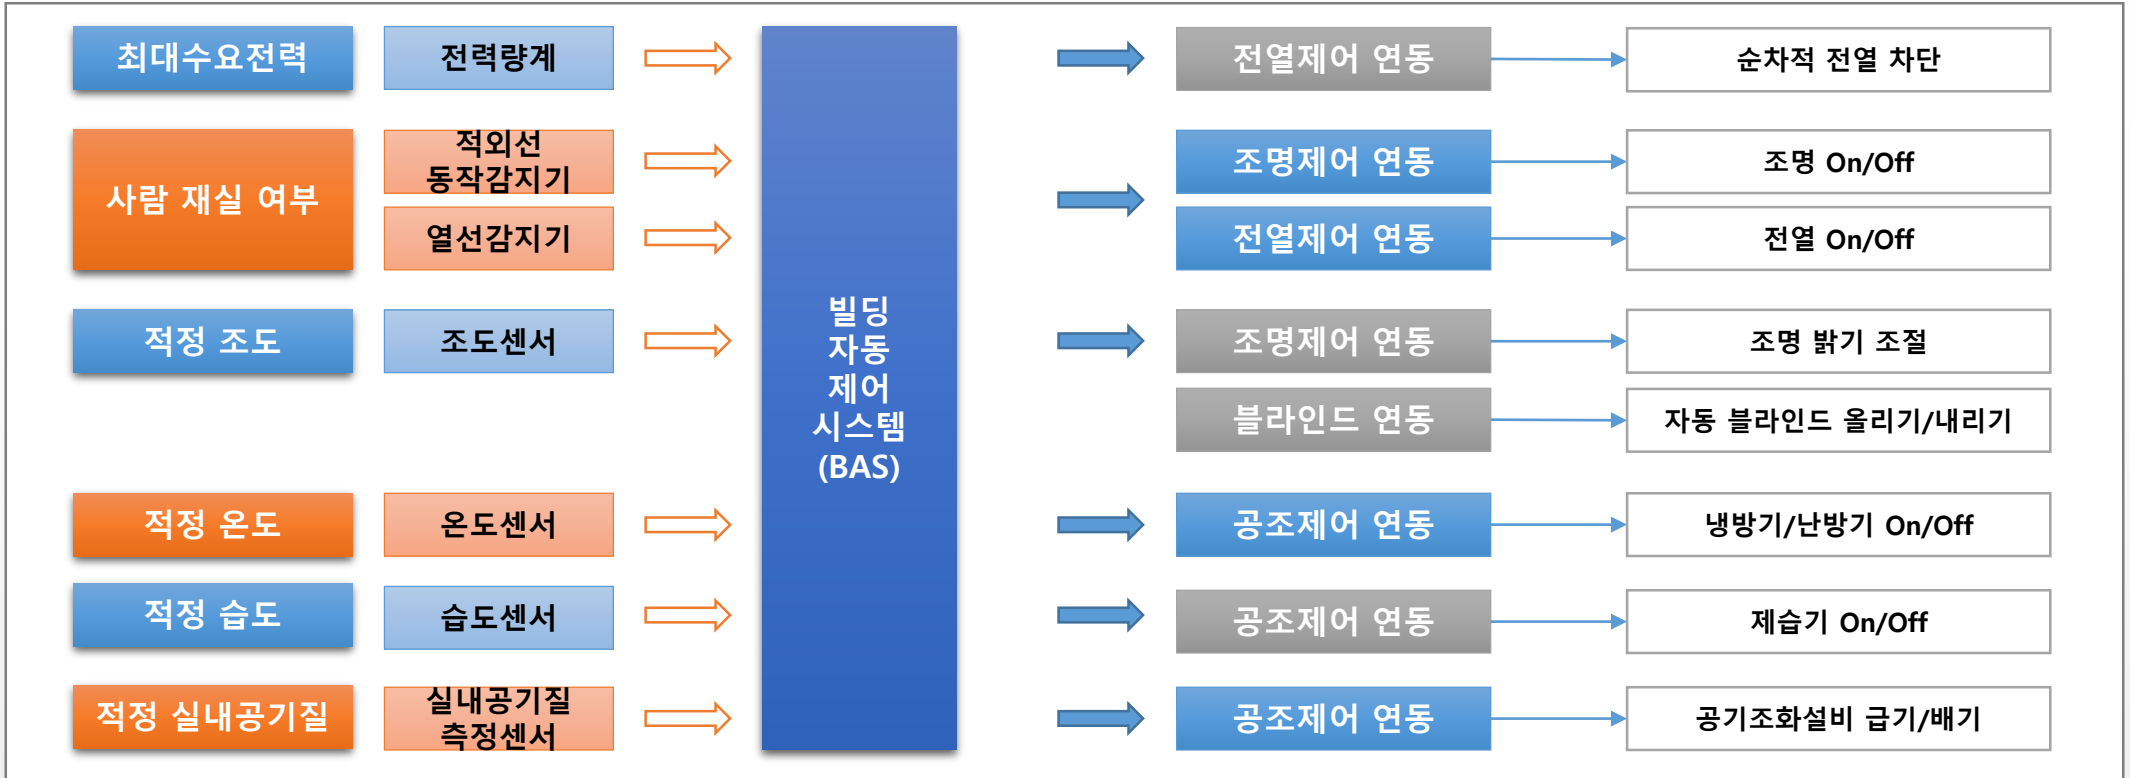 최대수요전력
전력량계
전열제어 연동
순차적 전열 차단
사람 재실 여부
적외선
동작감지기
열선감지기
조명제어 연동
조명 On/Off
전열제어 연동
전열 On/Off
적정 조도
조도센서
빌딩
자동
제어
시스템
(BAS)
조명제어 연동
조명 밝기 조절
블라인드 연동
자동 블라인드 올리기/내리기
적정 온도
온도센서
공조제어 연동
냉방기/난방기 On/Off
적정 습도
습도센서
공조제어 연동
제습기 On/Off
적정 실내공기질
실내공기질
측정센서
공조제어 연동
공기조화설비 급기/배기